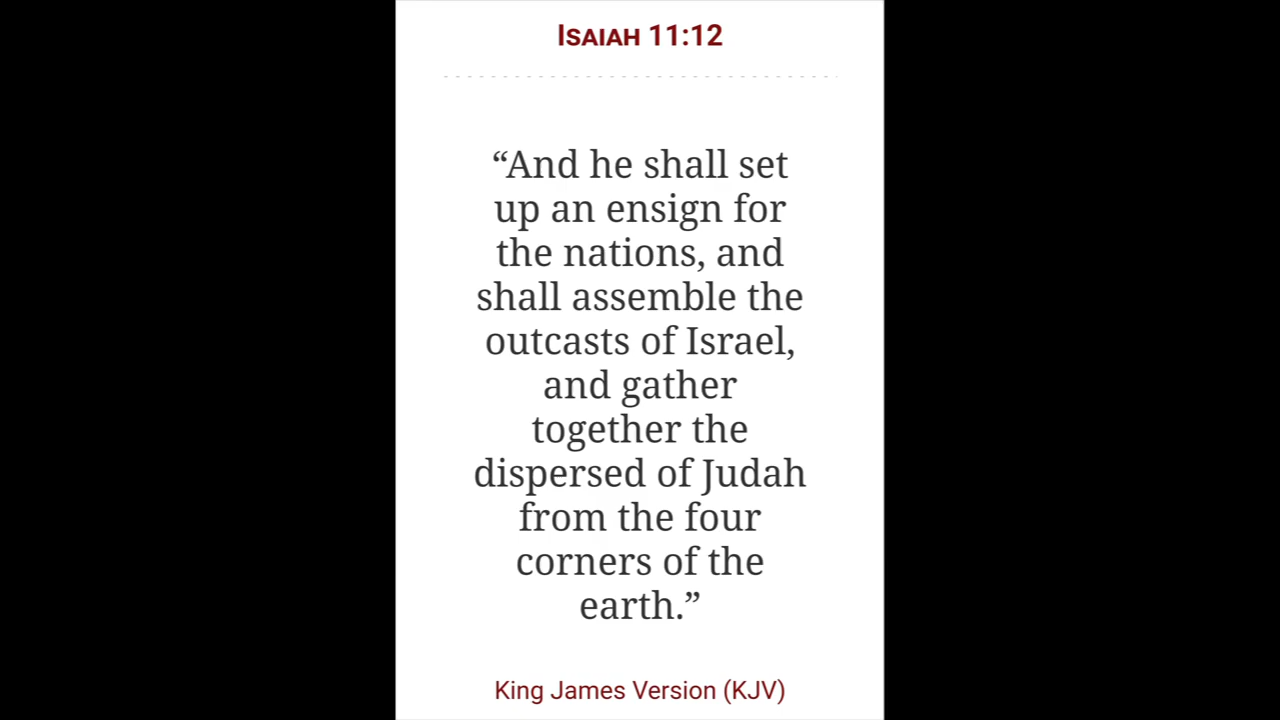 Isaiah 11:12
“And he shall set
up an ensign for
the nations, and
shall assemble the
outcasts of Israel,
and gather
together the
dispersed of Judah
from the four
corners of the
earth.”
King James Version (KJV)